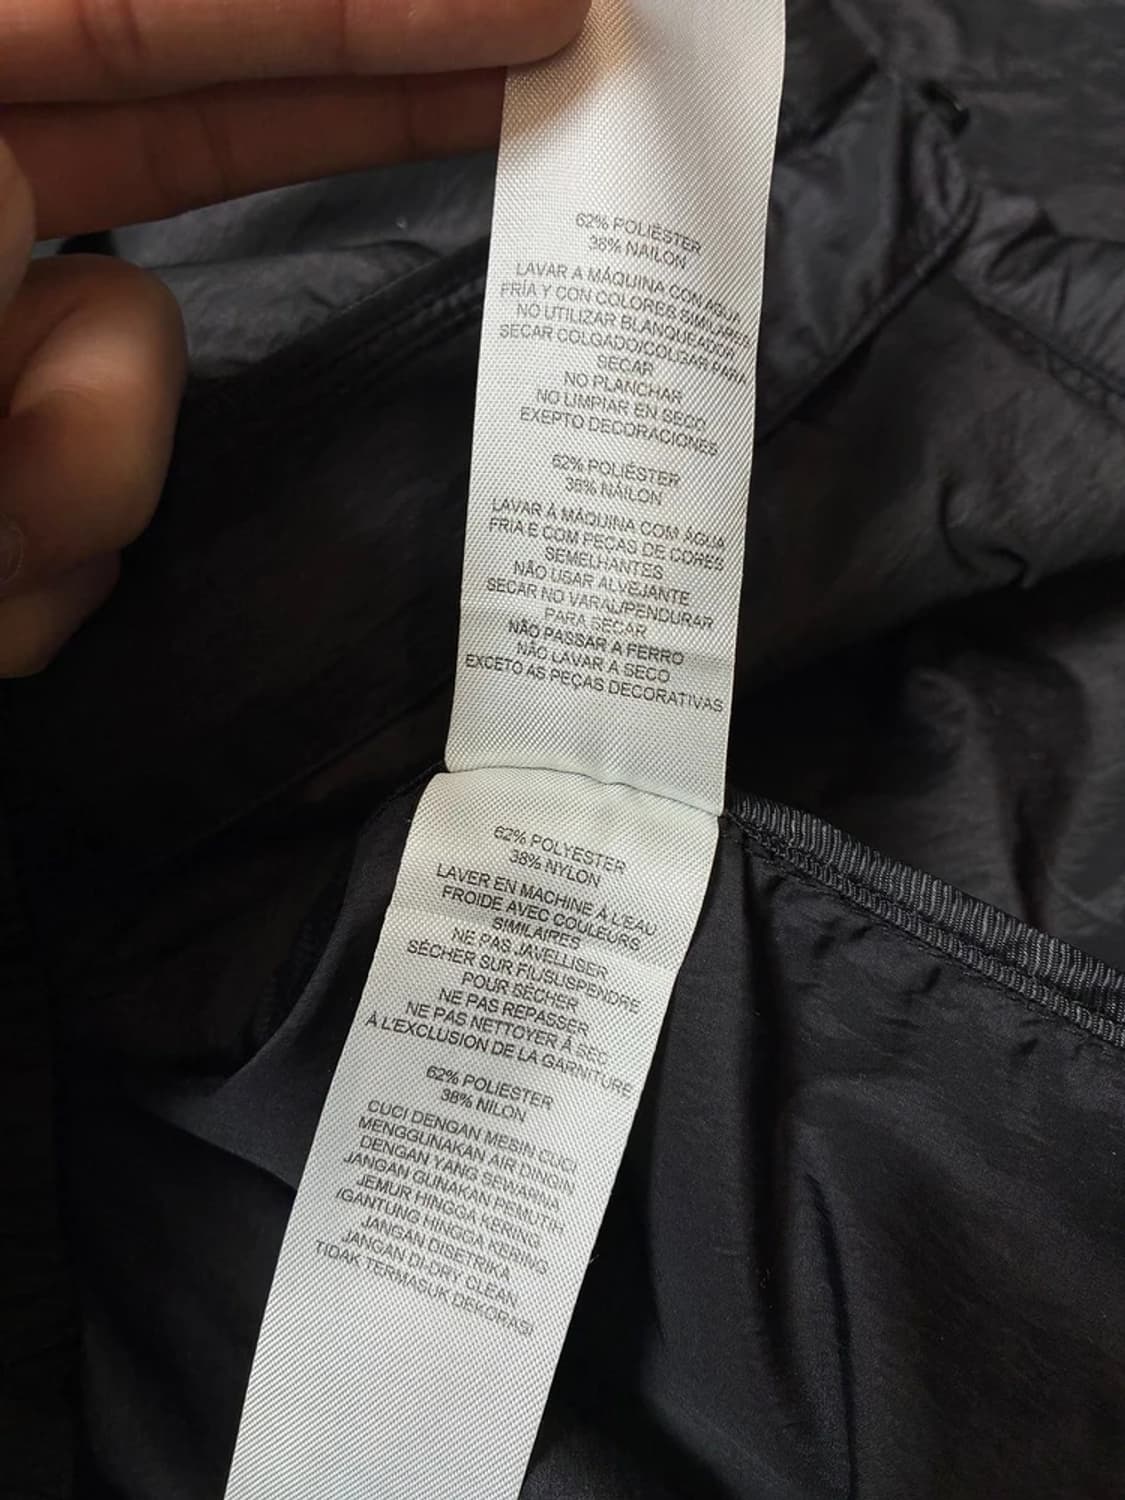 62% POLIÉSTER
38% NAILON
LAVAR A MÁQUINA CON AGUA
FRÍA Y CON COLORES SIMILARES
NO UTILIZAR BLANQUEADOR
SECAR COLGADO/COLGAR PARA
SECAR
NO PLANCHAR
NO LIMPIAR EN SECO
EXEPTO DECORACIONES
62% POLIÉSTER
38% NÁILON
LAVAR À MÁQUINA COM ÁGUA
FRIA E COM PEÇAS DE CORES
SEMELHANTES
NÃO USAR ALVEJANTE
SECAR NO VARAL/PENDURAR
PARA SECAR
NÃO PASSAR A FERRO
NÃO LAVAR A SECO
EXCETO AS PEÇAS DECORATIVAS
62% POLYESTER
38% NYLON
LAVER EN MACHINE À L'EAU
FROIDE AVEC COULEURS
SIMILAIRES
NE PAS JAVELLISER
SÉCHER SUR FIL/SUSPENDRE
POUR SÉCHER
NE PAS REPASSER
NE PAS NETTOYER À SEC
À L'EXCLUSION DE LA GARNITURE
62% POLIESTER
38% NILON
CUCI DENGAN MESIN CUCI
MENGGUNAKAN AIR DINGIN
DENGAN YANG SEWARNA
JANGAN GUNAKAN PEMUTIH
JEMUR HINGGA KERING
/GANTUNG HINGGA KERING
JANGAN DISETRIKA
JANGAN DI-DRY CLEAN
TIDAK TERMASUK DEKORASI